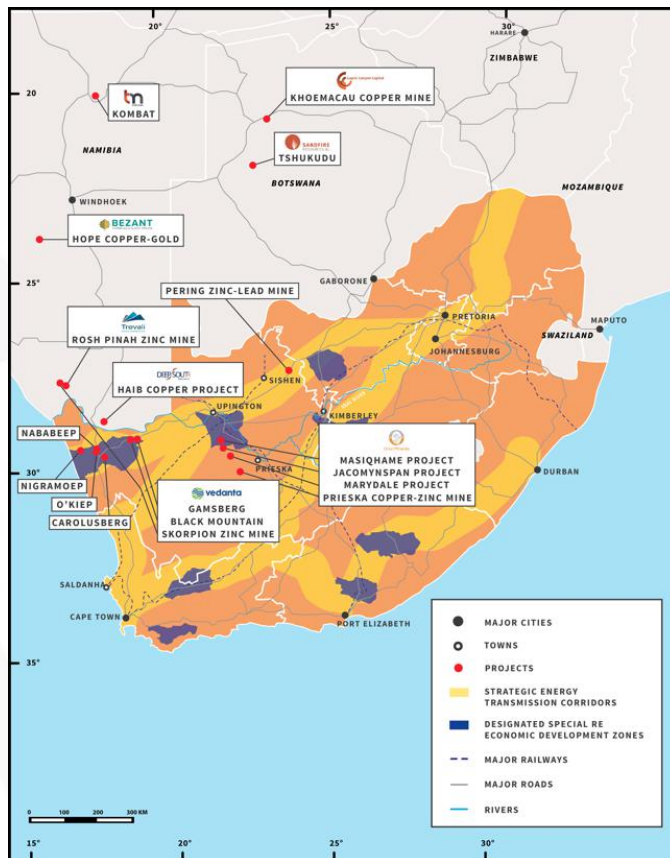 20°
25°
30°
HARARE
ZIMBABWE
20
KOMBAT
KHOEMACAU COPPER MINE
SANDFIRE
TSHUKUDU
NAMIBIA
BOTSWANA
MOZAMBIQUE
WINDHOEK
BEZANT
HOPE COPPER-GOLD
25°
PERING ZINC-LEAD MINE
GABORONE
PRETORIA
MAPUTO
SWAZILAND
JOHANNESBURG
Trevali
ROSH PINAH ZINC MINE
DEEP SOUTH
HAIB COPPER PROJECT
SISHEN
UPINGTON
KIMBERLEY
NABABEEP
PRIESKA
MASIQHAME PROJECT
JACOMYNSPAN PROJECT
MARYDALE PROJECT
PRIESKA COPPER-ZINC MINE
30°
NIGRAMOEP
O'KIEP
CAROLUSBERG
vedanta
GAMSBERG
BLACK MOUNTAIN
SKORPION ZINC MINE
DURBAN
SALDANHA
CAPE TOWN
PORT ELIZABETH
35°
MAJOR CITIES
TOWNS
PROJECTS
STRATEGIC ENERGY
TRANSMISSION CORRIDORS
DESIGNATED SPECIAL RE
ECONOMIC DEVELOPMENT ZONES
MAJOR RAILWAYS
MAJOR ROADS
RIVERS
0 100 200 300 KM
15°
20°
25°
30°